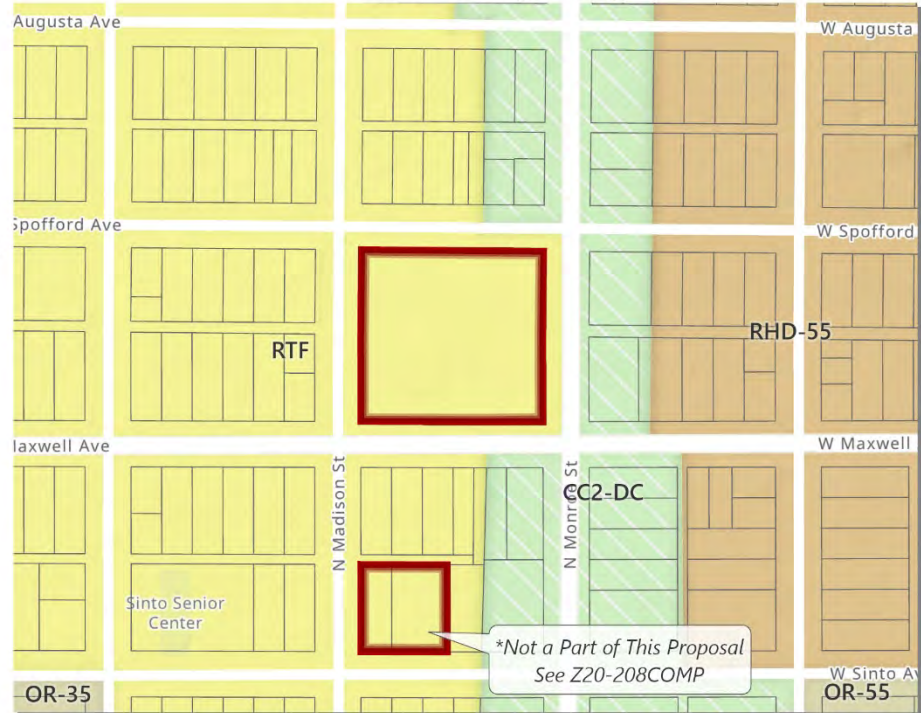 Augusta Ave
W Augusta
Spofford Ave
W Spofford
RHD-55
RTF
Maxwell Ave
W Maxwell
N Madison St
N Monroe St
CC2-DC
Sinto Senior
Center
*Not a Part of This Proposal
See Z20-208COMP
W Sinto Av
OR-35
OR-55